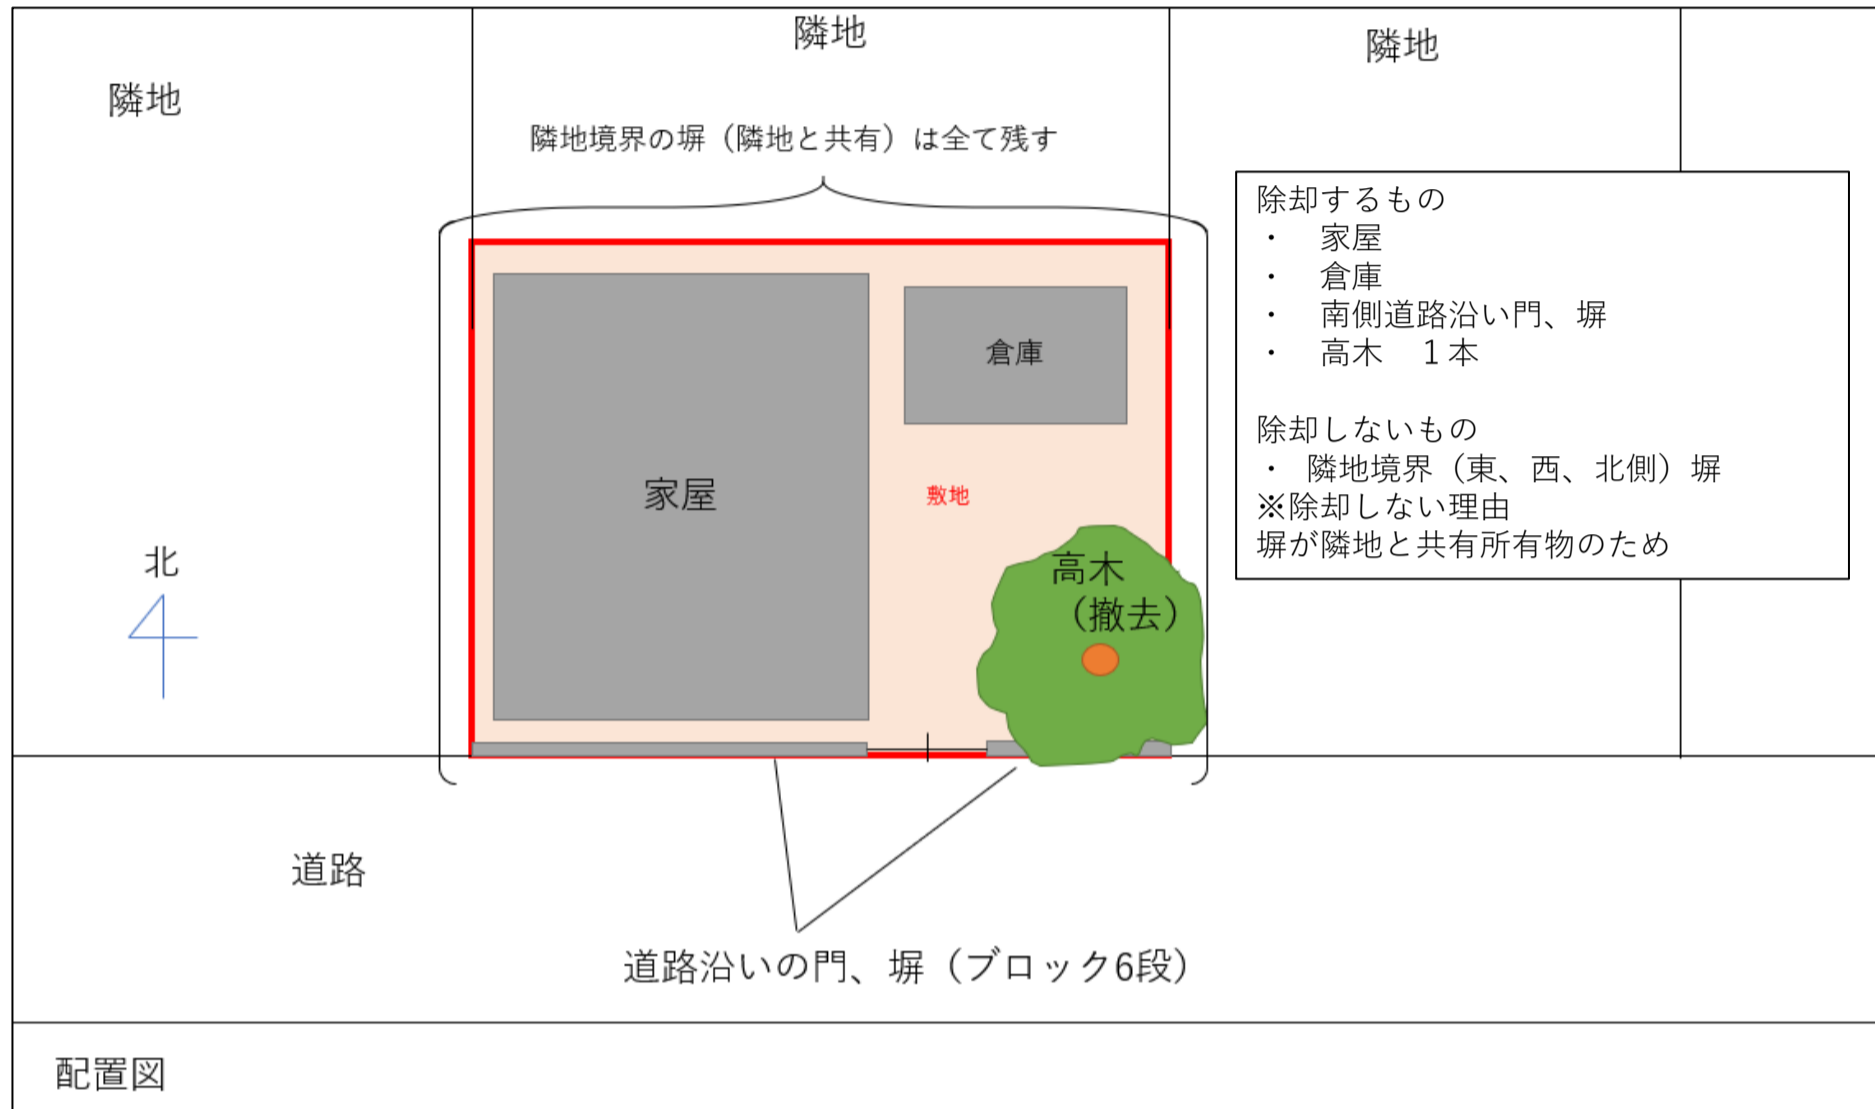 隣地
隣地
隣地
隣地境界の塀（隣地と共有）は全て残す
除却するもの
・　家屋
・　倉庫
・　南側道路沿い門、塀
・　高木　１本
除却しないもの
・ 隣地境界（東、西、北側）塀
※除却しない理由
塀が隣地と共有所有物のため
倉庫
家屋
敷地
高木
（撤去）
北
道路
道路沿いの門、塀（ブロック6段）
配置図